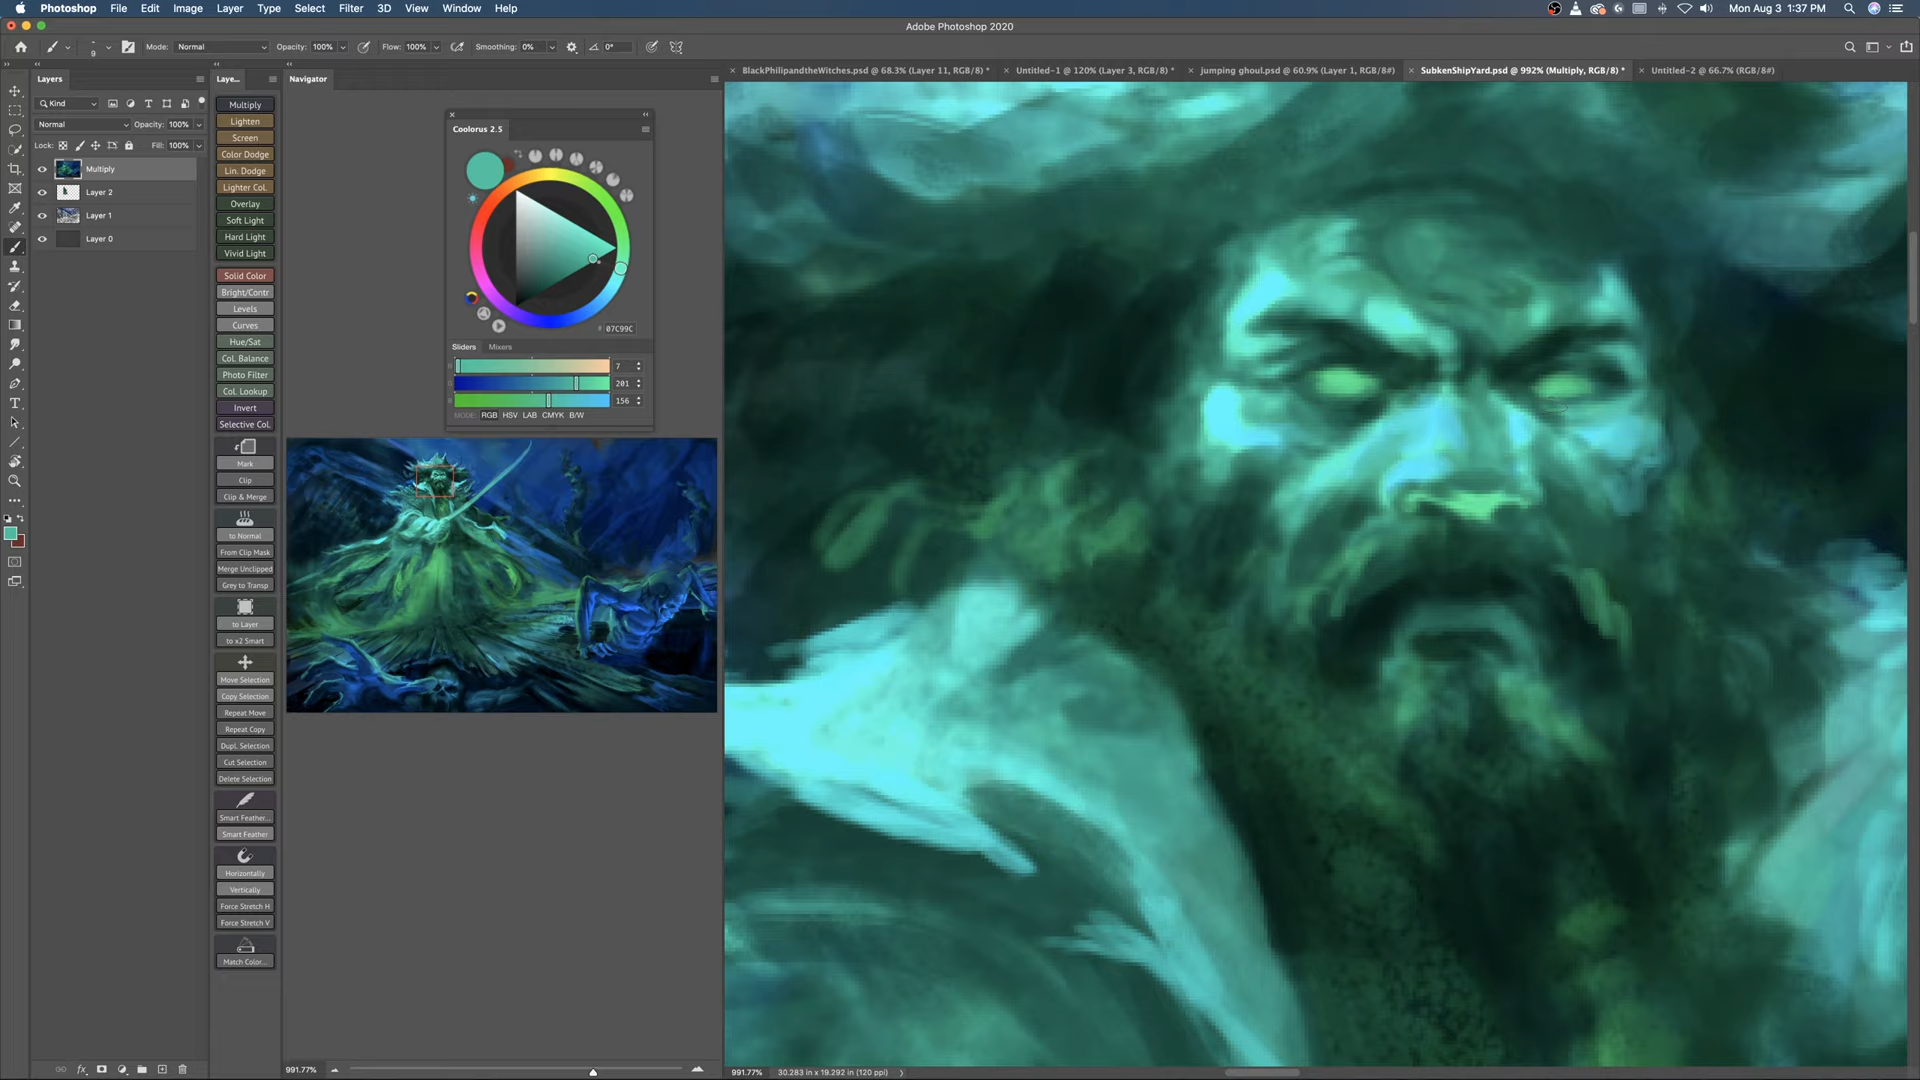 Photoshop File Edit Image Layer Type Select Filter 3D View Window Help Mon Aug 3 1:37 PM
Adobe Photoshop 2020
9 Mode: Normal Opacity: 100% Flow: 100% Smoothing: 0% 0°
Layers
Kind
Normal Opacity: 100%
Lock: Fill: 100%
Multiply
Layer 2
Layer 1
Layer 0
Laye...
Multiply
Lighten
Screen
Color Dodge
Lin. Dodge
Lighter Col.
Overlay
Soft Light
Hard Light
Vivid Light
Solid Color
Bright/Contr
Levels
Curves
Hue/Sat
Col. Balance
Photo Filter
Col. Lookup
Invert
Selective Col.
Mark
Clip
Clip & Merge
to Normal
From Clip Mask
Merge Unclipped
Grey to Transp
to Layer
to x2 Smart
Move Selection
Copy Selection
Repeat Move
Repeat Copy
Dupl. Selection
Cut Selection
Delete Selection
Smart Feather...
Smart Feather
Horizontally
Vertically
Force Stretch H
Force Stretch V
Match Color...
Navigator
Coolorus 2.5
# 07C99C
Sliders Mixers
7
201
156
MODE: RGB HSV LAB CMYK B/W
991.77%
BlackPhilipandtheWitches.psd @ 68.3% (Layer 11, RGB/8) *
Untitled-1 @ 120% (Layer 3, RGB/8) *
jumping ghoul.psd @ 60.9% (Layer 1, RGB/8#)
SubkenShipYard.psd @ 992% (Multiply, RGB/8) *
Untitled-2 @ 66.7% (RGB/8#)
991.77% 30.283 in x 19.292 in (120 ppi)